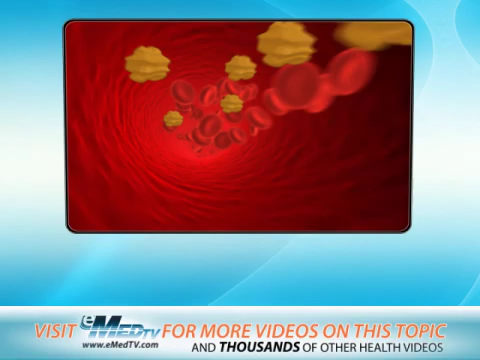 VISIT eMedTV FOR MORE VIDEOS ON THIS TOPIC
www.eMedTV.com AND THOUSANDS OF OTHER HEALTH VIDEOS